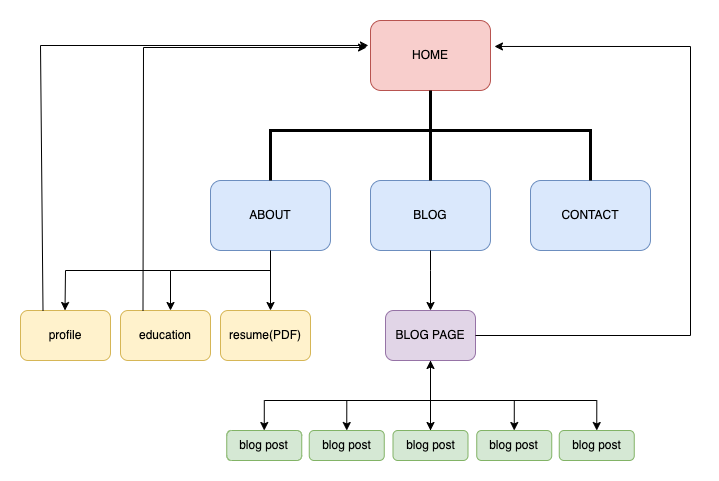 HOME
ABOUT
BLOG
CONTACT
profile
education
resume(PDF)
BLOG PAGE
blog post
blog post
blog post
blog post
blog post